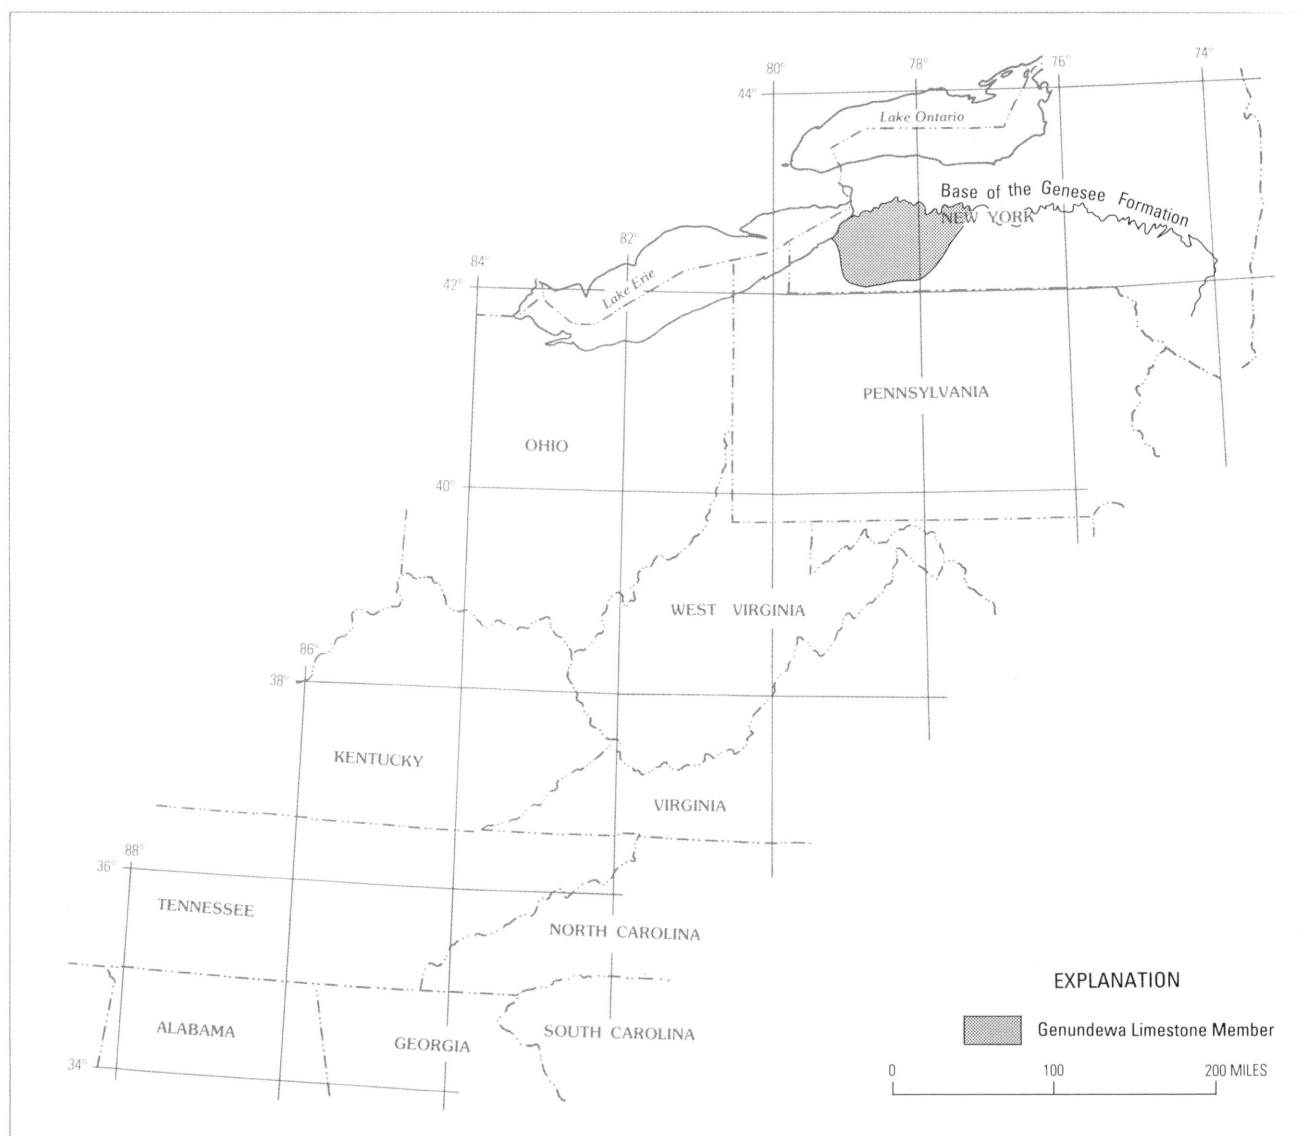 74°
76°
78°
80°
44°
Lake Ontario
Base of the Genesee Formation
NEW YORK
82°
84°
42°
Lake Erie
PENNSYLVANIA
OHIO
40°
WEST VIRGINIA
86°
38°
KENTUCKY
VIRGINIA
88°
36°
TENNESSEE
NORTH CAROLINA
EXPLANATION
ALABAMA
GEORGIA
SOUTH CAROLINA
Genundewa Limestone Member
34°
0 100 200 MILES